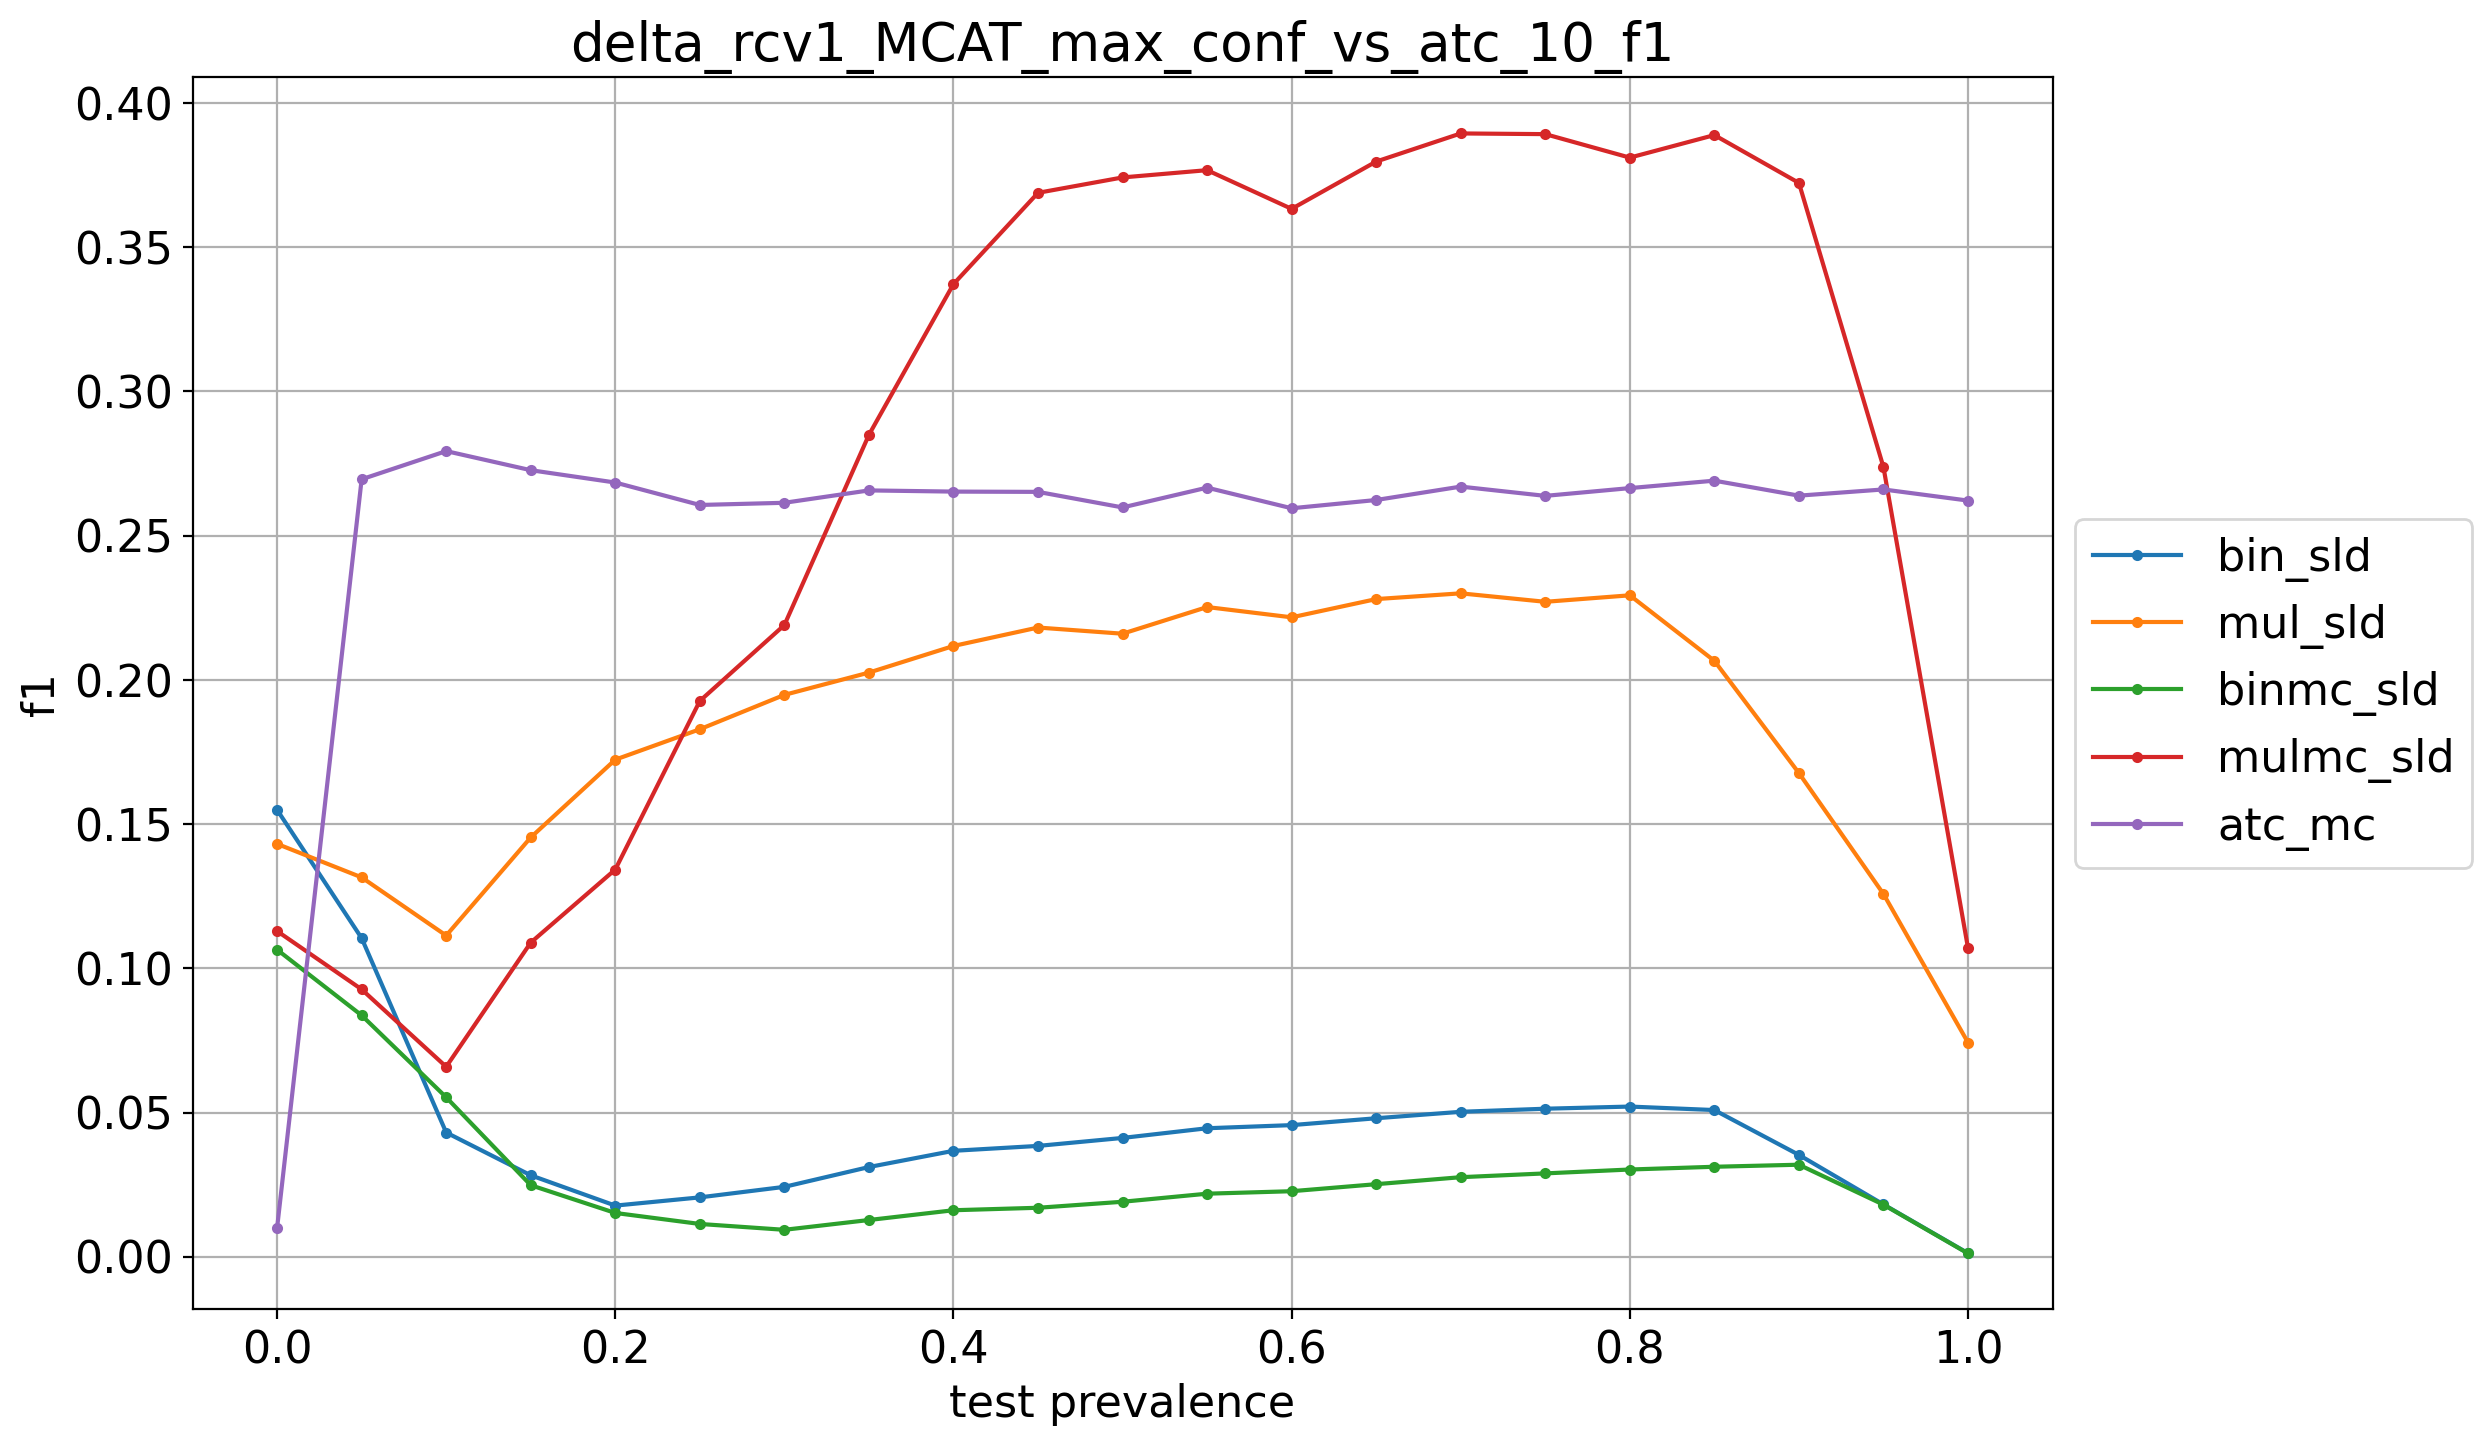 delta_rcv1_MCAT_max_conf_vs_atc_10_f1
0.40
0.35
0.30
0.25
0.20
0.15
0.10
0.05
0.00
f1
0.0 0.2 0.4 0.6 0.8 1.0
test prevalence
bin_sld
mul_sld
binmc_sld
mulmc_sld
atc_mc